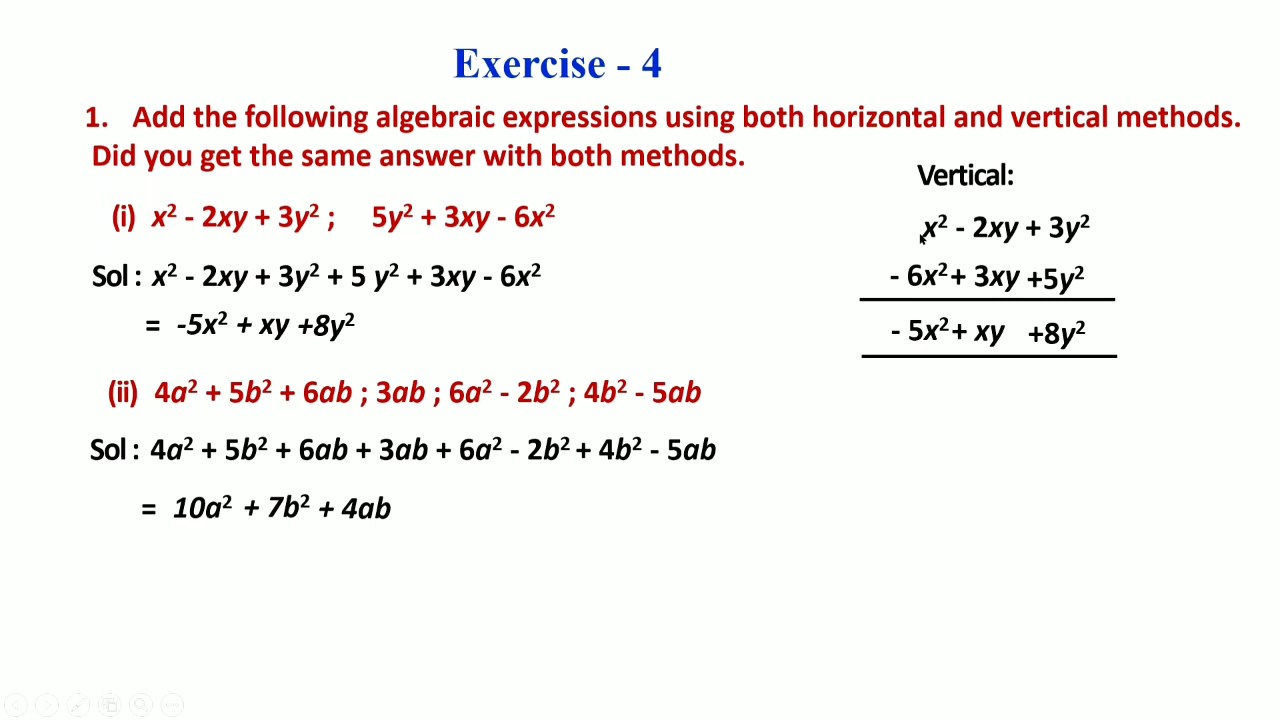 Exercise - 4
1. Add the following algebraic expressions using both horizontal and vertical methods.
Did you get the same answer with both methods.
(i) x² - 2xy + 3y² ; 5y² + 3xy - 6x²
Sol : x² - 2xy + 3y² + 5 y² + 3xy - 6x²
= -5x² + xy +8y²
(ii) 4a² + 5b² + 6ab ; 3ab ; 6a² - 2b² ; 4b² - 5ab
Sol : 4a² + 5b² + 6ab + 3ab + 6a² - 2b² + 4b² - 5ab
= 10a² + 7b² + 4ab
Vertical:
x² - 2xy + 3y²
- 6x² + 3xy +5y²
- 5x² + xy +8y²